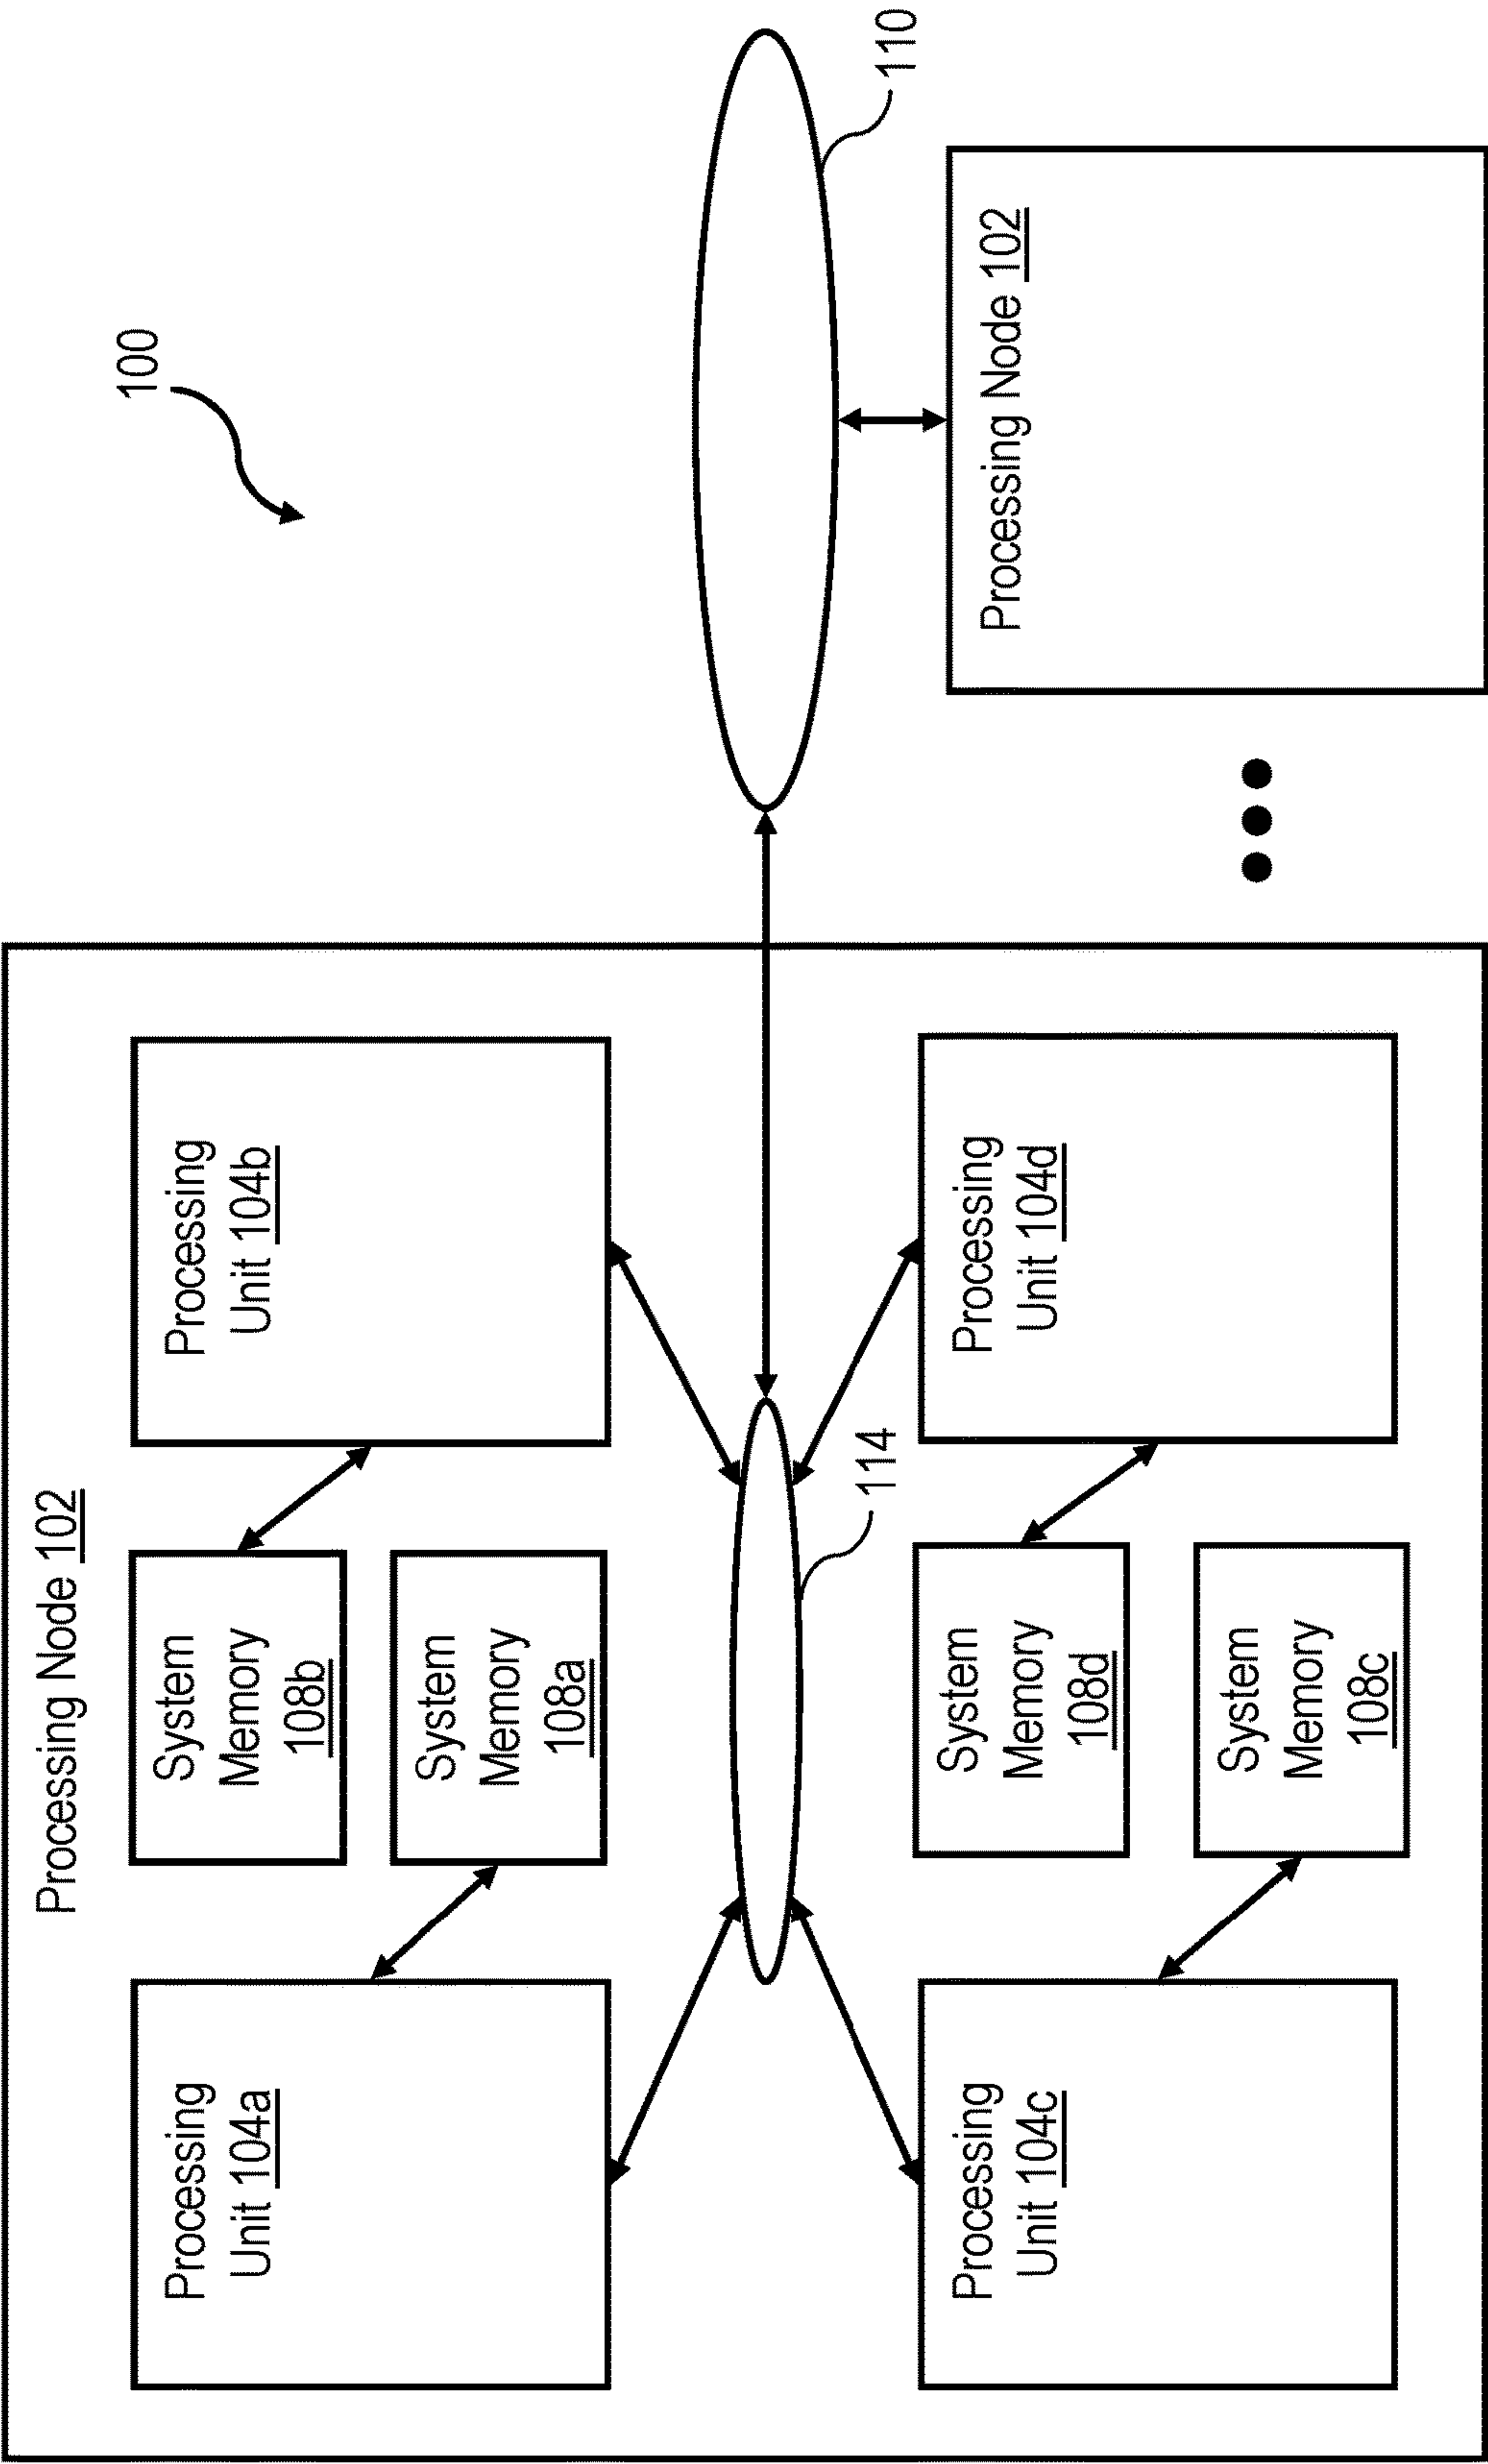 100
Processing Node 102
Processing
Unit 104a
System
Memory
108b
System
Memory
108a
Processing
Unit 104b
114
110
Processing
Unit 104c
System
Memory
108d
System
Memory
108c
Processing
Unit 104d
Processing Node 102